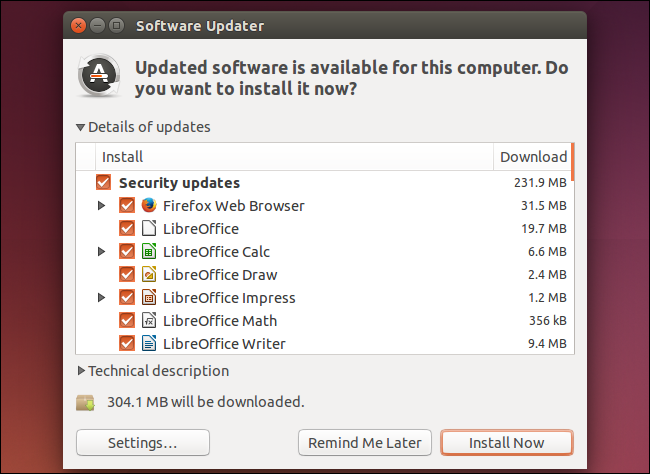 Software Updater
Updated software is available for this computer. Do
you want to install it now?
Details of updates
Install Download
Security updates 231.9 MB
Firefox Web Browser 31.5 MB
LibreOffice 19.7 MB
LibreOffice Calc 6.6 MB
LibreOffice Draw 2.4 MB
LibreOffice Impress 1.2 MB
LibreOffice Math 356 kB
LibreOffice Writer 9.4 MB
Technical description
304.1 MB will be downloaded.
Settings... Remind Me Later Install Now